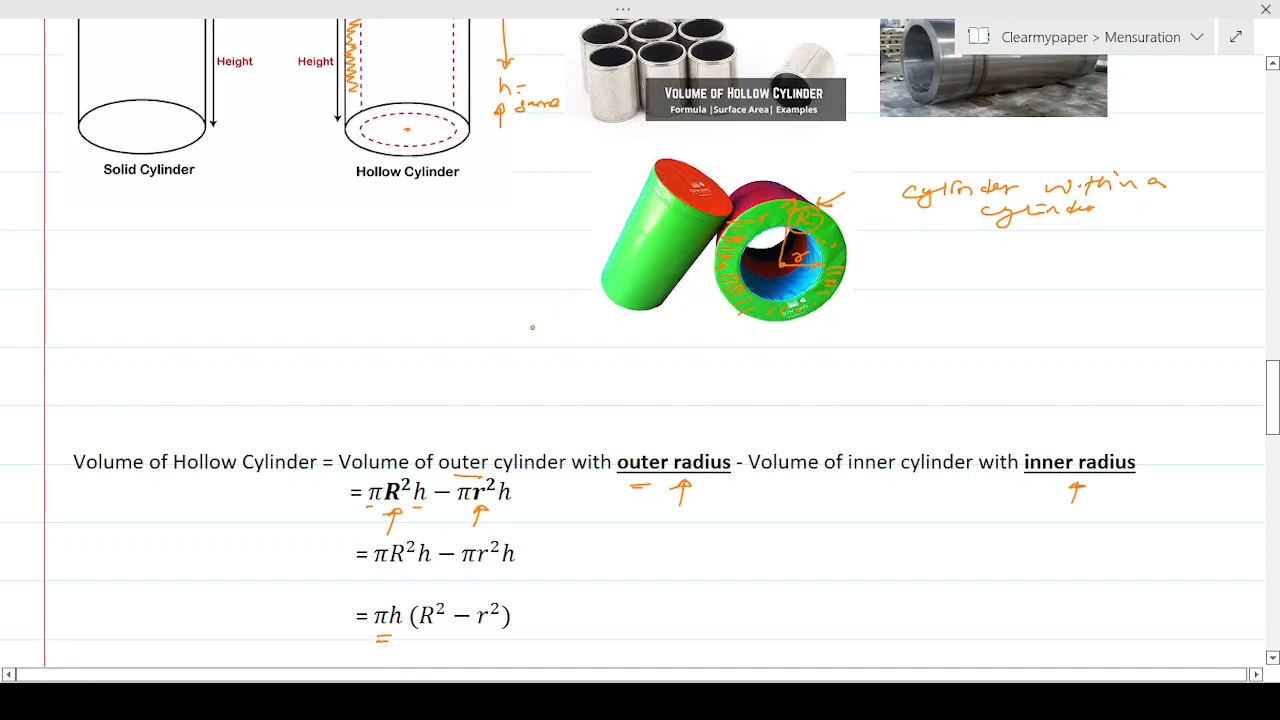 ...
Clearmypaper > Mensuration
Height
Height
h =
same
VOLUME OF HOLLOW CYLINDER
Formula |Surface Area| Examples
Solid Cylinder
Hollow Cylinder
cylinder within a
cylinder
R
r
Volume of Hollow Cylinder = Volume of outer cylinder with outer radius - Volume of inner cylinder with inner radius
= πR²h − πr²h
= πR²h − πr²h
= πh (R² − r²)